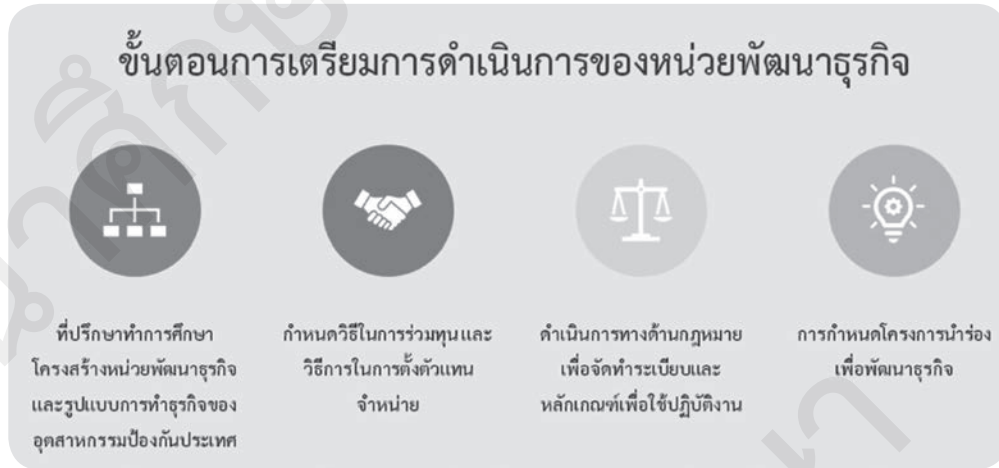 ขั้นตอนการเตรียมการดำเนินการของหน่วยพัฒนาธุรกิจ
ที่ปรึกษาทำการศึกษา
โครงสร้างหน่วยพัฒนาธุรกิจ
และรูปแบบการทำธุรกิจของ
อุตสาหกรรมป้องกันประเทศ
กำหนดวิธีในการร่วมทุนและ
วิธีการในการตั้งตัวแทน
จำหน่าย
ดำเนินการทางด้านกฎหมาย
เพื่อจัดทำระเบียบและ
หลักเกณฑ์เพื่อใช้ปฏิบัติงาน
การกำหนดโครงการนำร่อง
เพื่อพัฒนาธุรกิจ